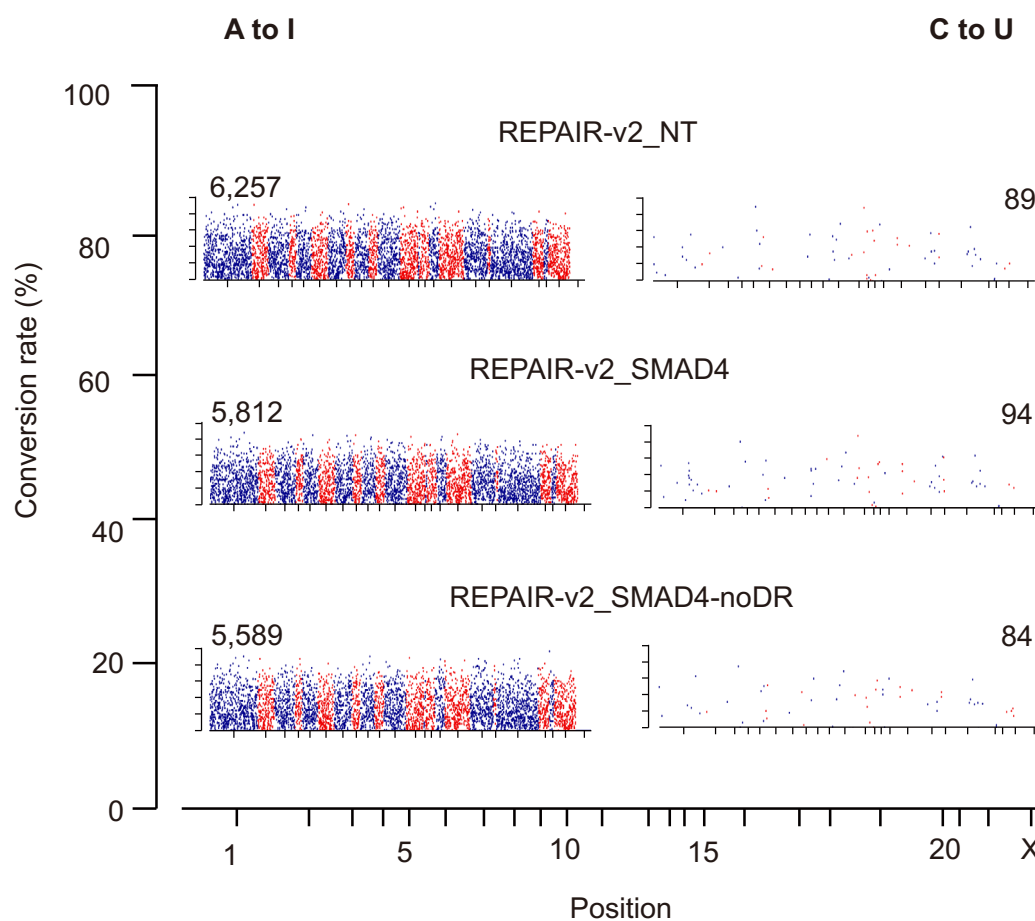 A to I C to U
100
REPAIR-v2_NT
6,257 89
80
REPAIR-v2_SMAD4
60
5,812 94
Conversion rate (%)
40
REPAIR-v2_SMAD4-noDR
5,589 84
20
0
1 5 10 15 20 X
Position